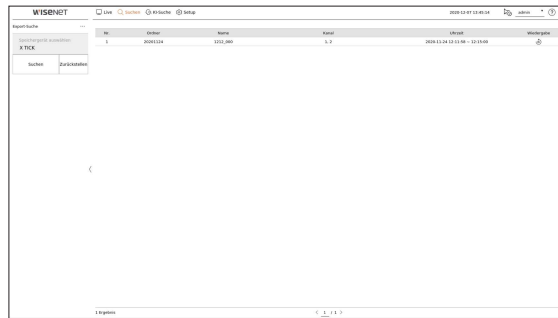 WISENET
Live Suchen KI-Suche Setup 2020-12-07 13:45:14 admin ?
Export-Suche ...
Speichergerät auswählen
X TICK
Suchen Zurückstellen
Nr. Ordner Name Kanal Uhrzeit Wiedergabe
1 20201124 1212_000 1, 2 2020-11-24 12:11:08 ~ 12:15:00
1 Ergebnis < 1 / 1 >